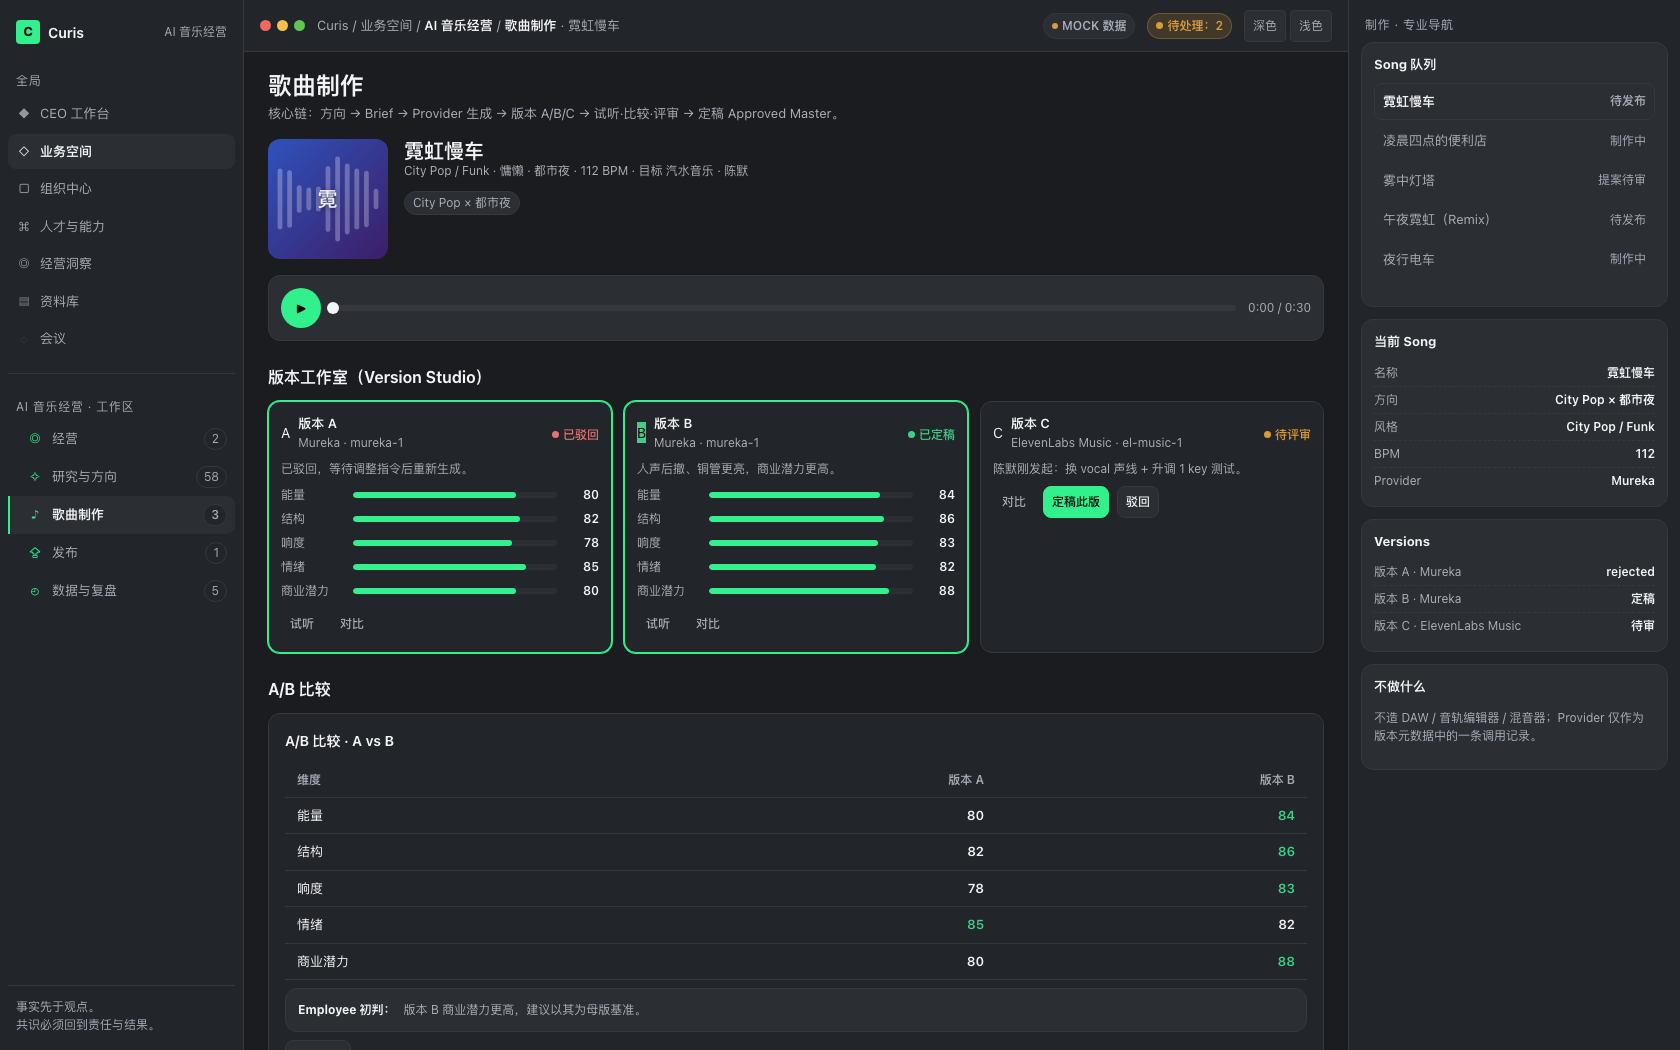 C Curis AI 音乐经营
全局
CEO 工作台
业务空间
组织中心
人才与能力
经营洞察
资料库
会议
AI 音乐经营 · 工作区
经营 2
研究与方向 58
歌曲制作 3
发布 1
数据与复盘 5
事实先于观点。
共识必须回到责任与结果。
Curis / 业务空间 / AI 音乐经营 / 歌曲制作 · 霓虹慢车
MOCK 数据
待处理：2
深色
浅色
歌曲制作
核心链：方向 → Brief → Provider 生成 → 版本 A/B/C → 试听·比较·评审 → 定稿 Approved Master。
霓
霓虹慢车
City Pop / Funk · 慵懒 · 都市夜 · 112 BPM · 目标 汽水音乐 · 陈默
City Pop × 都市夜
0:00 / 0:30
版本工作室（Version Studio）
A 版本 A
Mureka · mureka-1
已驳回
已驳回，等待调整指令后重新生成。
能量 80
结构 82
响度 78
情绪 85
商业潜力 80
试听 对比
B 版本 B
Mureka · mureka-1
已定稿
人声后撤、铜管更亮，商业潜力更高。
能量 84
结构 86
响度 83
情绪 82
商业潜力 88
试听 对比
C 版本 C
ElevenLabs Music · el-music-1
待评审
陈默刚发起：换 vocal 声线 + 升调 1 key 测试。
对比 定稿此版 驳回
A/B 比较
A/B 比较 · A vs B
维度 版本 A 版本 B
能量 80 84
结构 82 86
响度 78 83
情绪 85 82
商业潜力 80 88
Employee 初判： 版本 B 商业潜力更高，建议以其为母版基准。
制作 · 专业导航
Song 队列
霓虹慢车 待发布
凌晨四点的便利店 制作中
雾中灯塔 提案待审
午夜霓虹（Remix） 待发布
夜行电车 制作中
当前 Song
名称 霓虹慢车
方向 City Pop × 都市夜
风格 City Pop / Funk
BPM 112
Provider Mureka
Versions
版本 A · Mureka rejected
版本 B · Mureka 定稿
版本 C · ElevenLabs Music 待审
不做什么
不造 DAW / 音轨编辑器 / 混音器；Provider 仅作为
版本元数据中的一条调用记录。